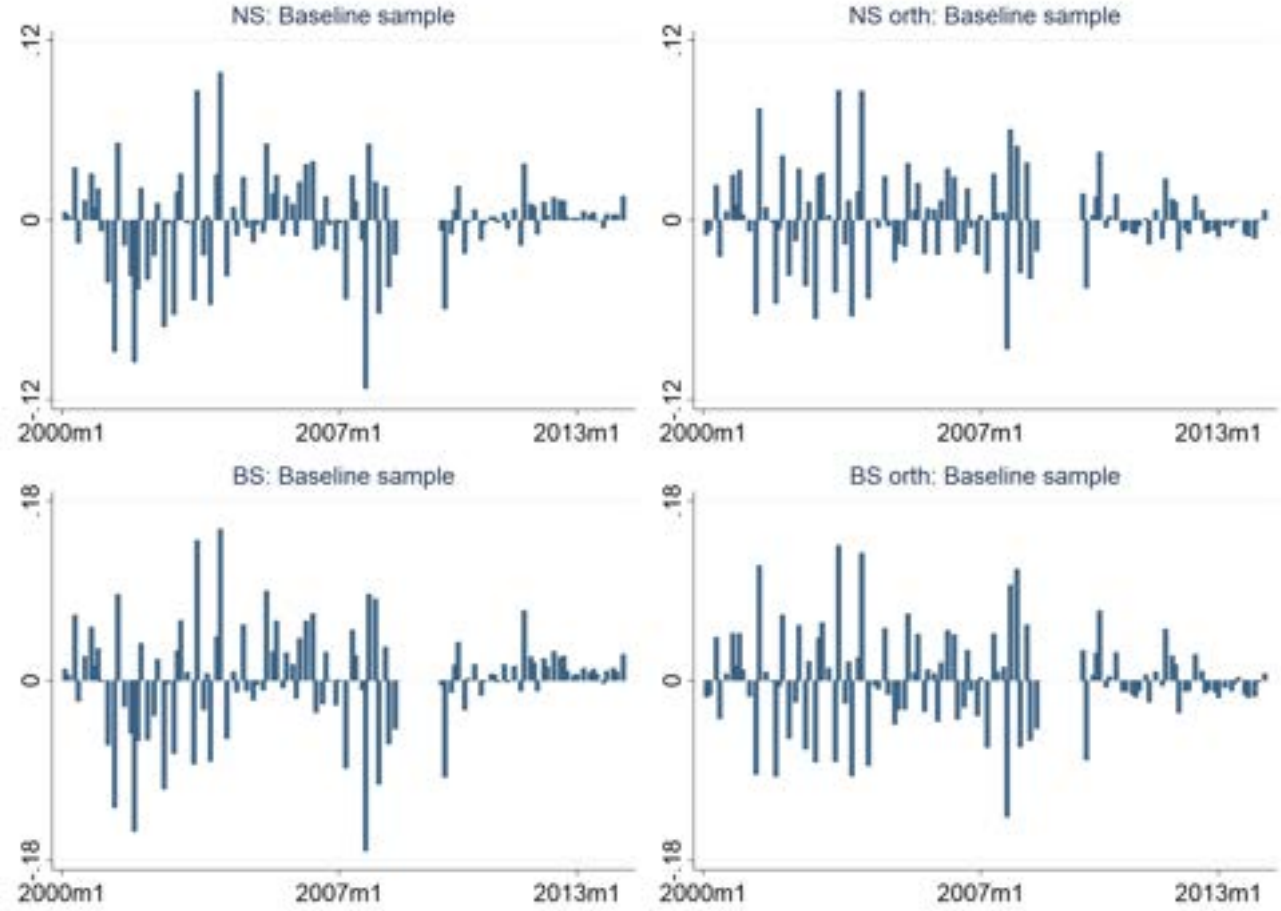 NS: Baseline sample
.12
0
-.12
2000m1 2007m1 2013m1
NS orth: Baseline sample
.12
0
-.12
2000m1 2007m1 2013m1
BS: Baseline sample
.18
0
-.18
2000m1 2007m1 2013m1
BS orth: Baseline sample
.18
0
-.18
2000m1 2007m1 2013m1